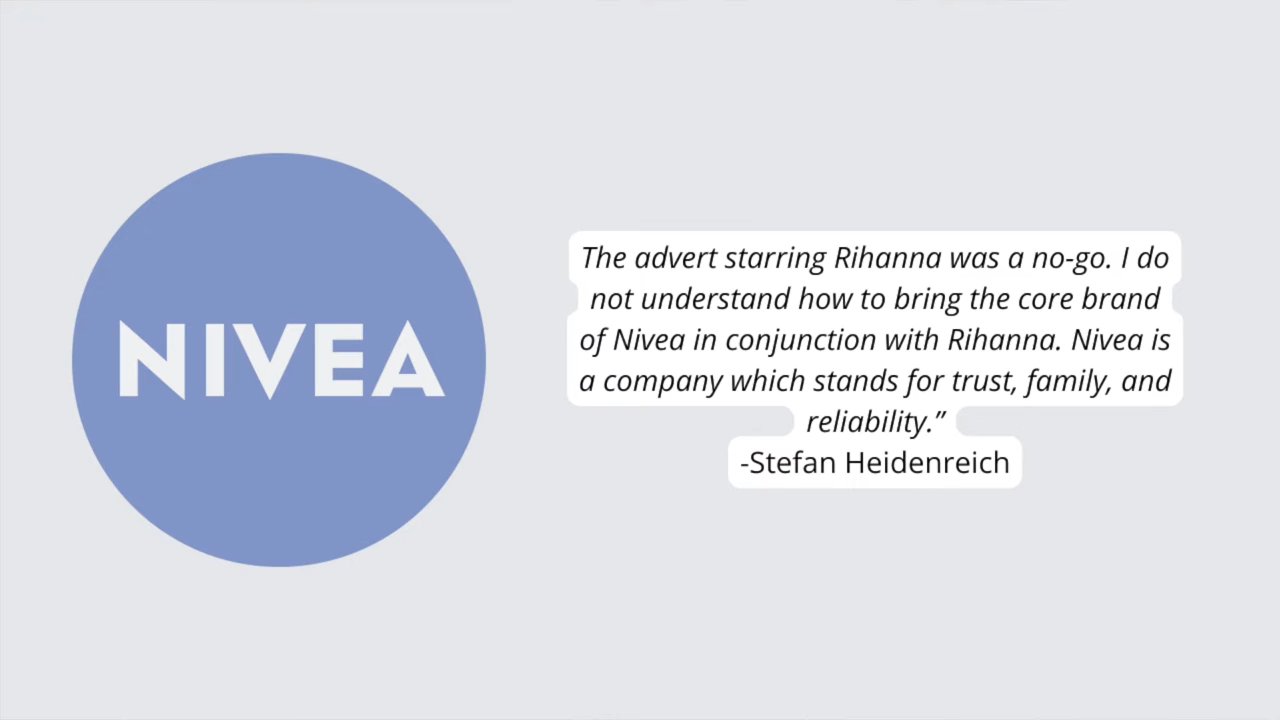 NIVEA
The advert starring Rihanna was a no-go. I do
not understand how to bring the core brand
of Nivea in conjunction with Rihanna. Nivea is
a company which stands for trust, family, and
reliability.”
-Stefan Heidenreich